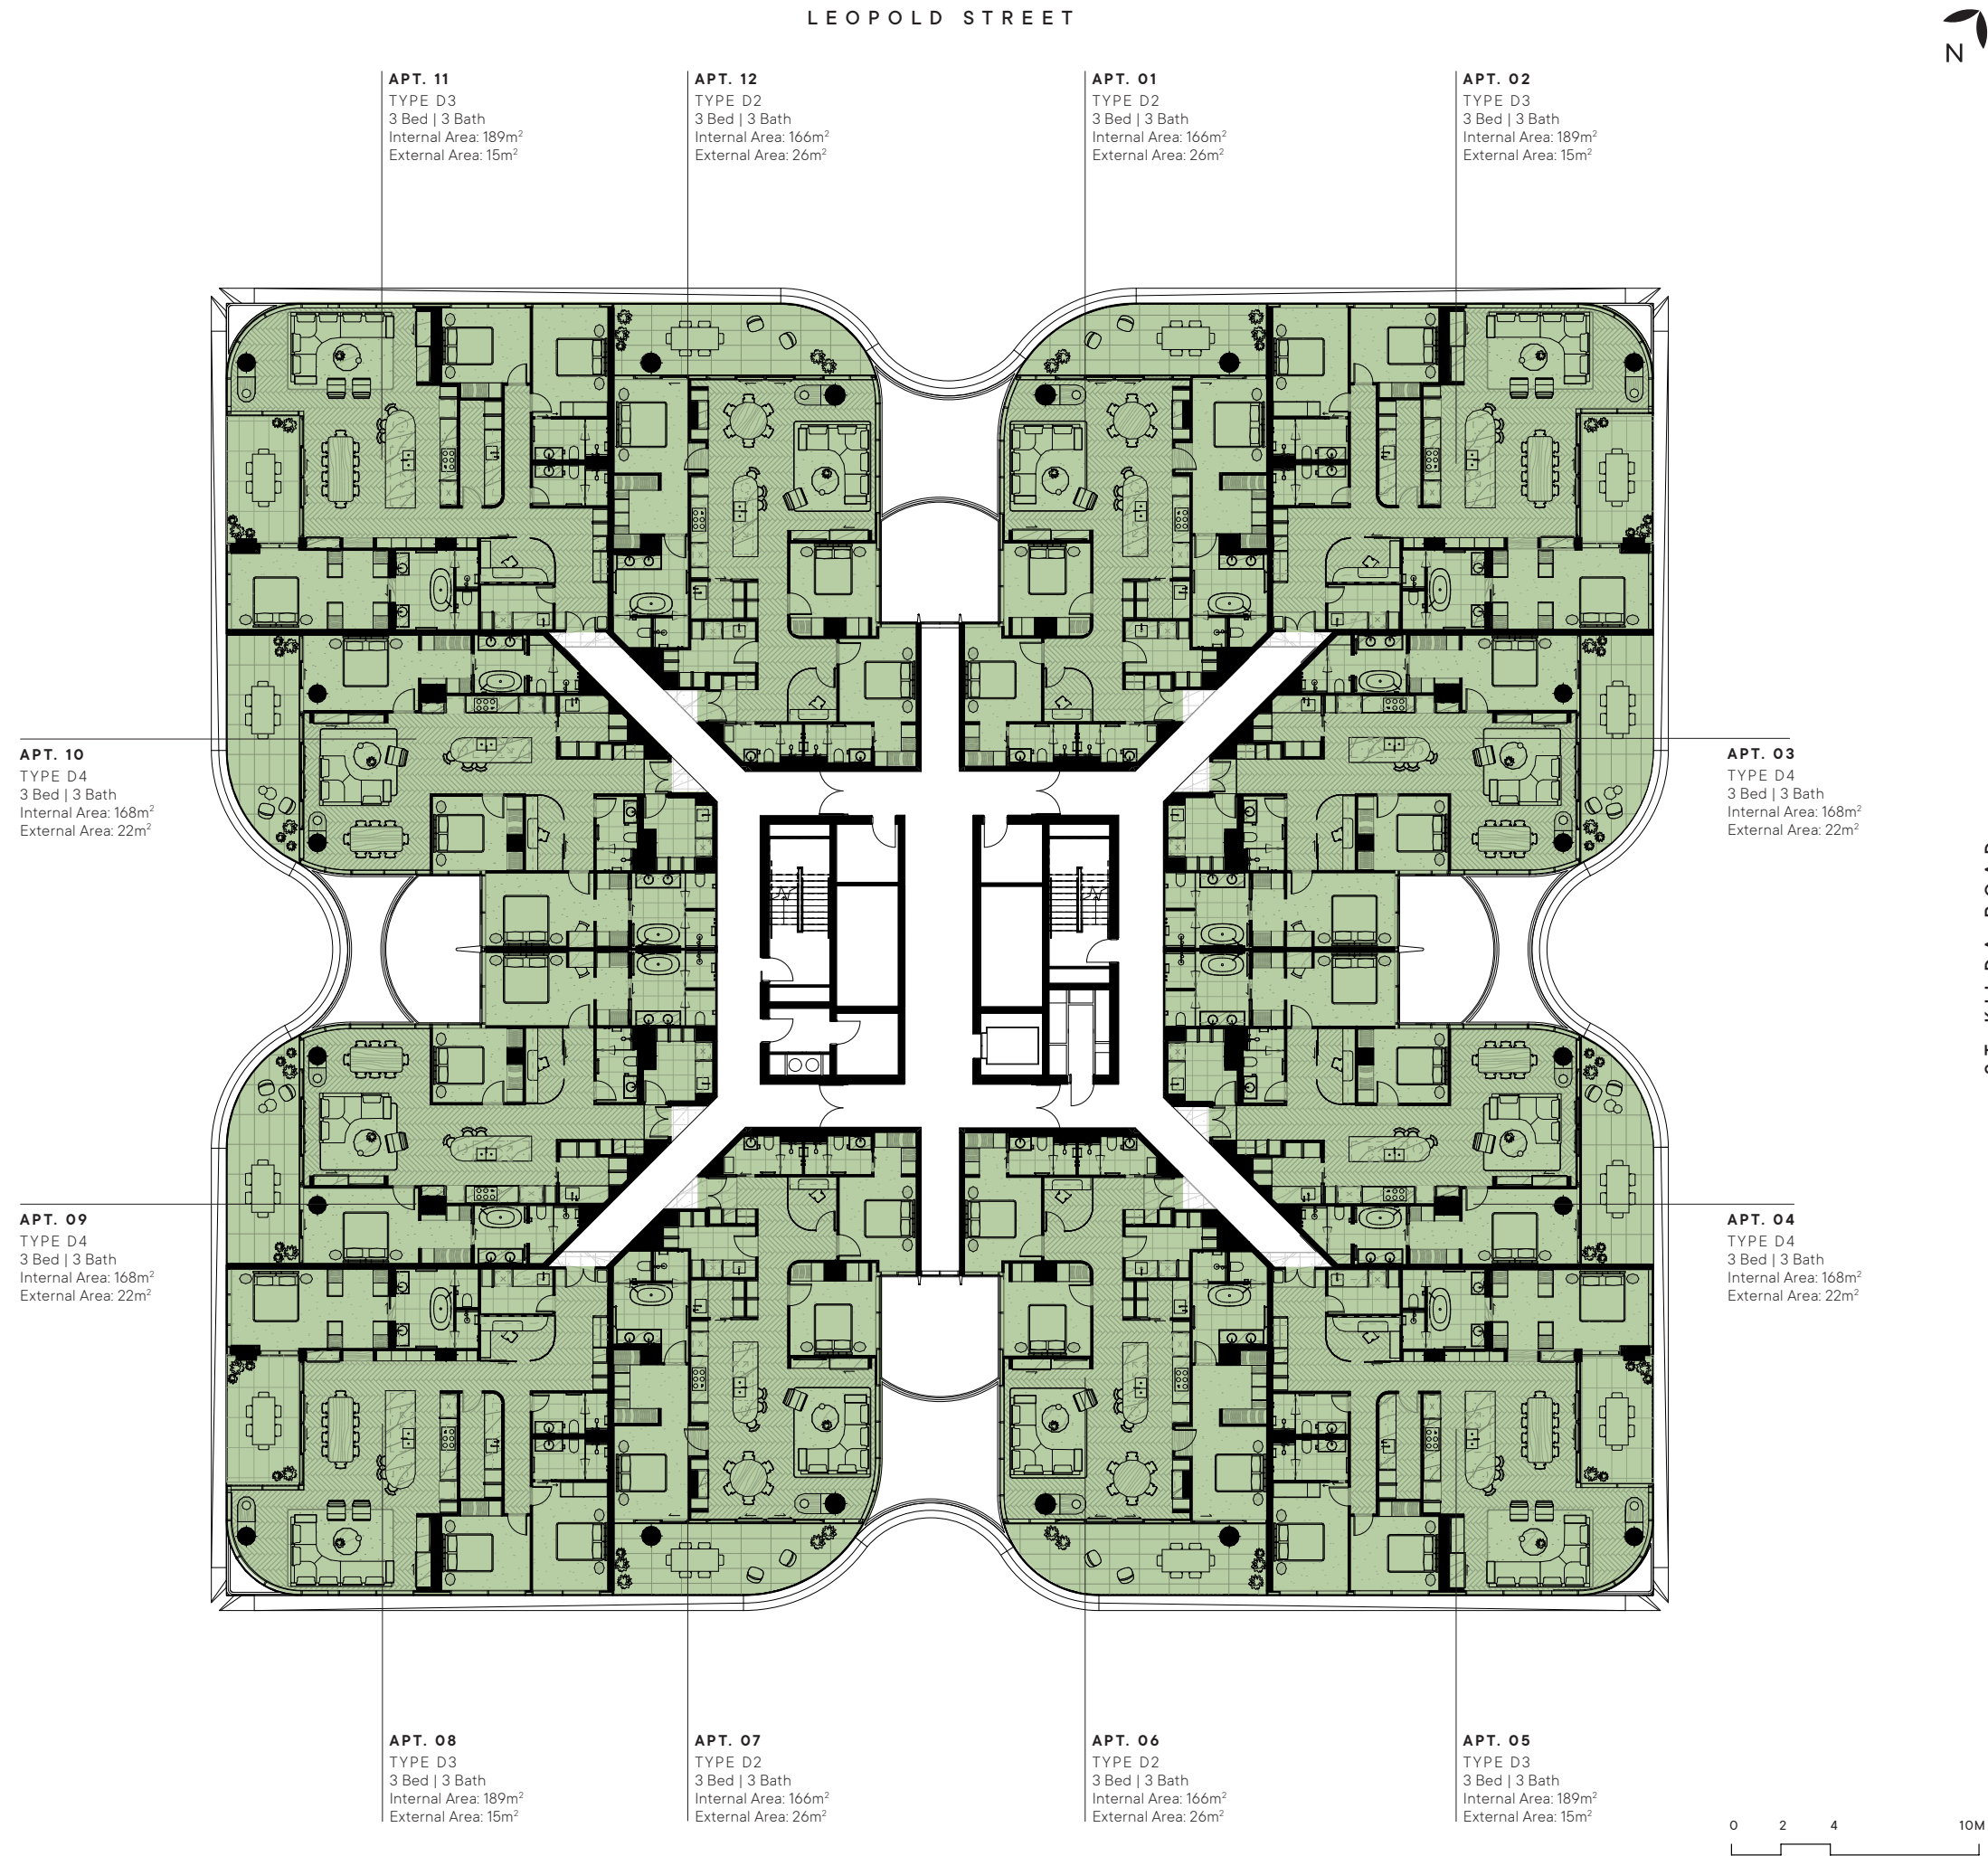 LEOPOLD STREET
N
APT. 11
TYPE D3
3 Bed | 3 Bath
Internal Area: 189m²
External Area: 15m²
APT. 12
TYPE D2
3 Bed | 3 Bath
Internal Area: 166m²
External Area: 26m²
APT. 01
TYPE D2
3 Bed | 3 Bath
Internal Area: 166m²
External Area: 26m²
APT. 02
TYPE D3
3 Bed | 3 Bath
Internal Area: 189m²
External Area: 15m²
APT. 10
TYPE D4
3 Bed | 3 Bath
Internal Area: 168m²
External Area: 22m²
APT. 03
TYPE D4
3 Bed | 3 Bath
Internal Area: 168m²
External Area: 22m²
APT. 09
TYPE D4
3 Bed | 3 Bath
Internal Area: 168m²
External Area: 22m²
APT. 04
TYPE D4
3 Bed | 3 Bath
Internal Area: 168m²
External Area: 22m²
APT. 08
TYPE D3
3 Bed | 3 Bath
Internal Area: 189m²
External Area: 15m²
APT. 07
TYPE D2
3 Bed | 3 Bath
Internal Area: 166m²
External Area: 26m²
APT. 06
TYPE D2
3 Bed | 3 Bath
Internal Area: 166m²
External Area: 26m²
APT. 05
TYPE D3
3 Bed | 3 Bath
Internal Area: 189m²
External Area: 15m²
0 2 4 10M